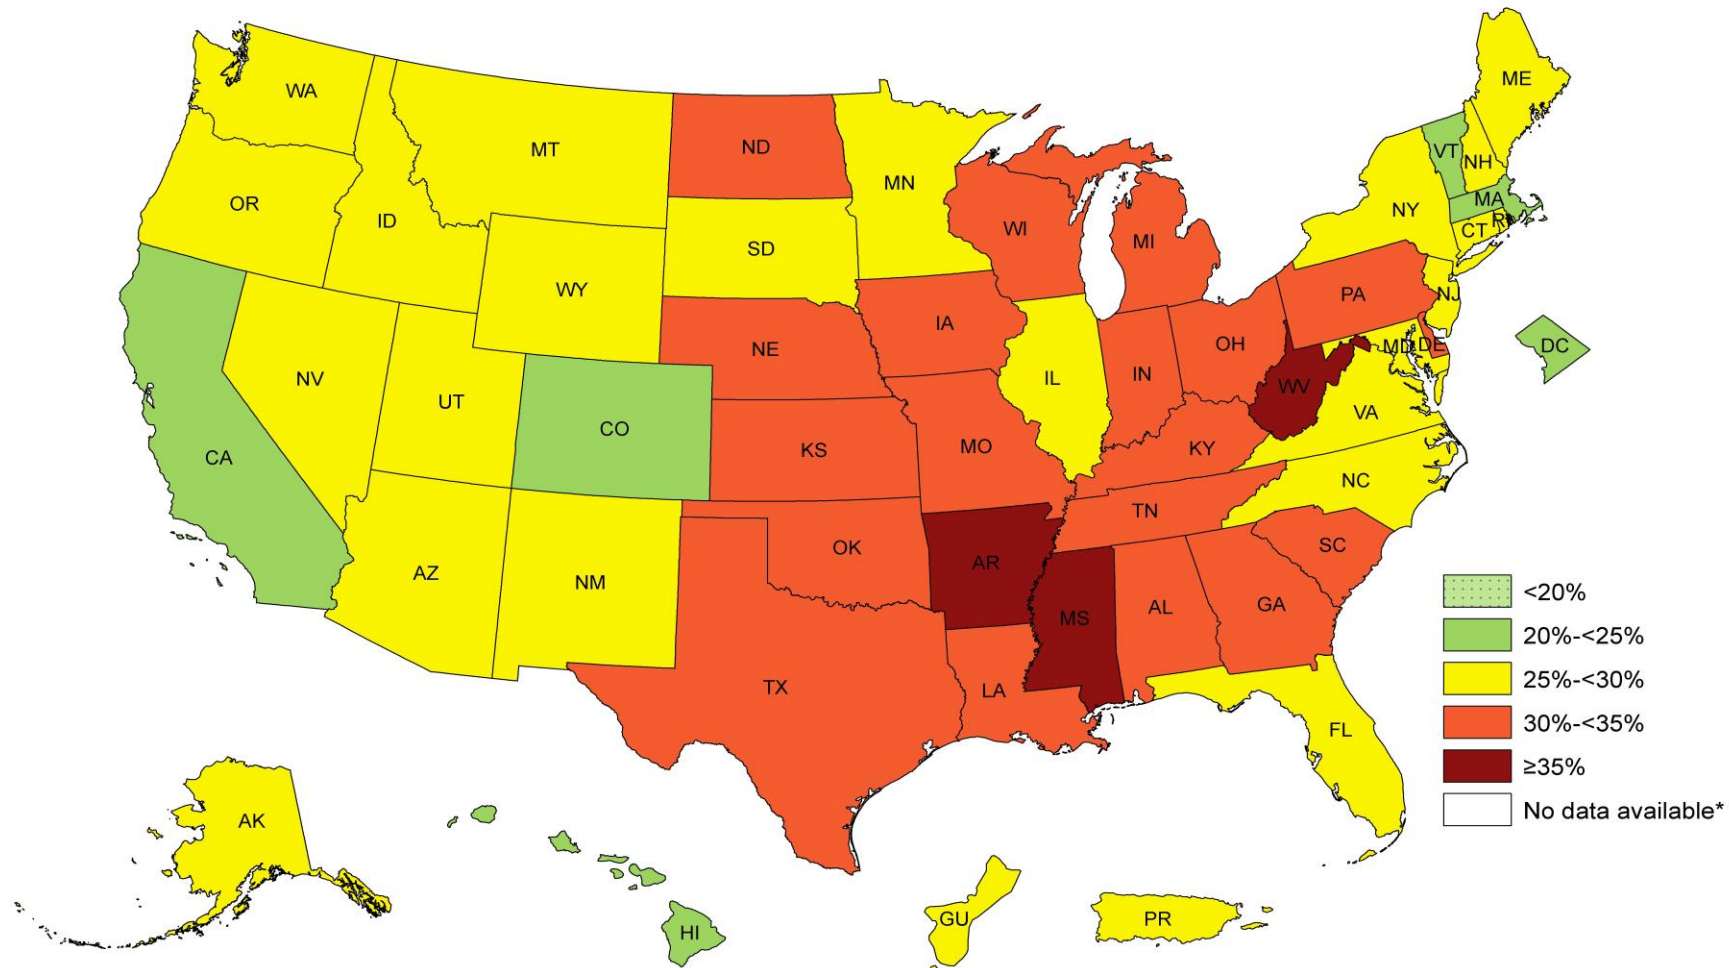 ME
WA
MT
ND
VT
NH
MN
MA
OR
ID
NY
RI
CT
WI
MI
SD
WY
PA
NJ
IA
OH
MD
DE
DC
NE
NV
IL
IN
WV
UT
VA
CO
KS
MO
KY
CA
NC
TN
OK
SC
AR
AZ
NM
AL
GA
MS
<20%
20%-<25%
TX
LA
25%-<30%
30%-<35%
FL
≥35%
No data available*
AK
GU
PR
HI